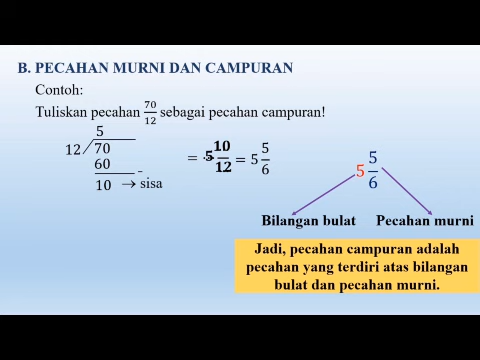 B. PECAHAN MURNI DAN CAMPURAN
Contoh:
Tuliskan pecahan 70/12 sebagai pecahan campuran!
5
12 70
60 -
10 → sisa
= 5 10/12 = 5 5/6
5 5/6
Bilangan bulat Pecahan murni
Jadi, pecahan campuran adalah
pecahan yang terdiri atas bilangan
bulat dan pecahan murni.